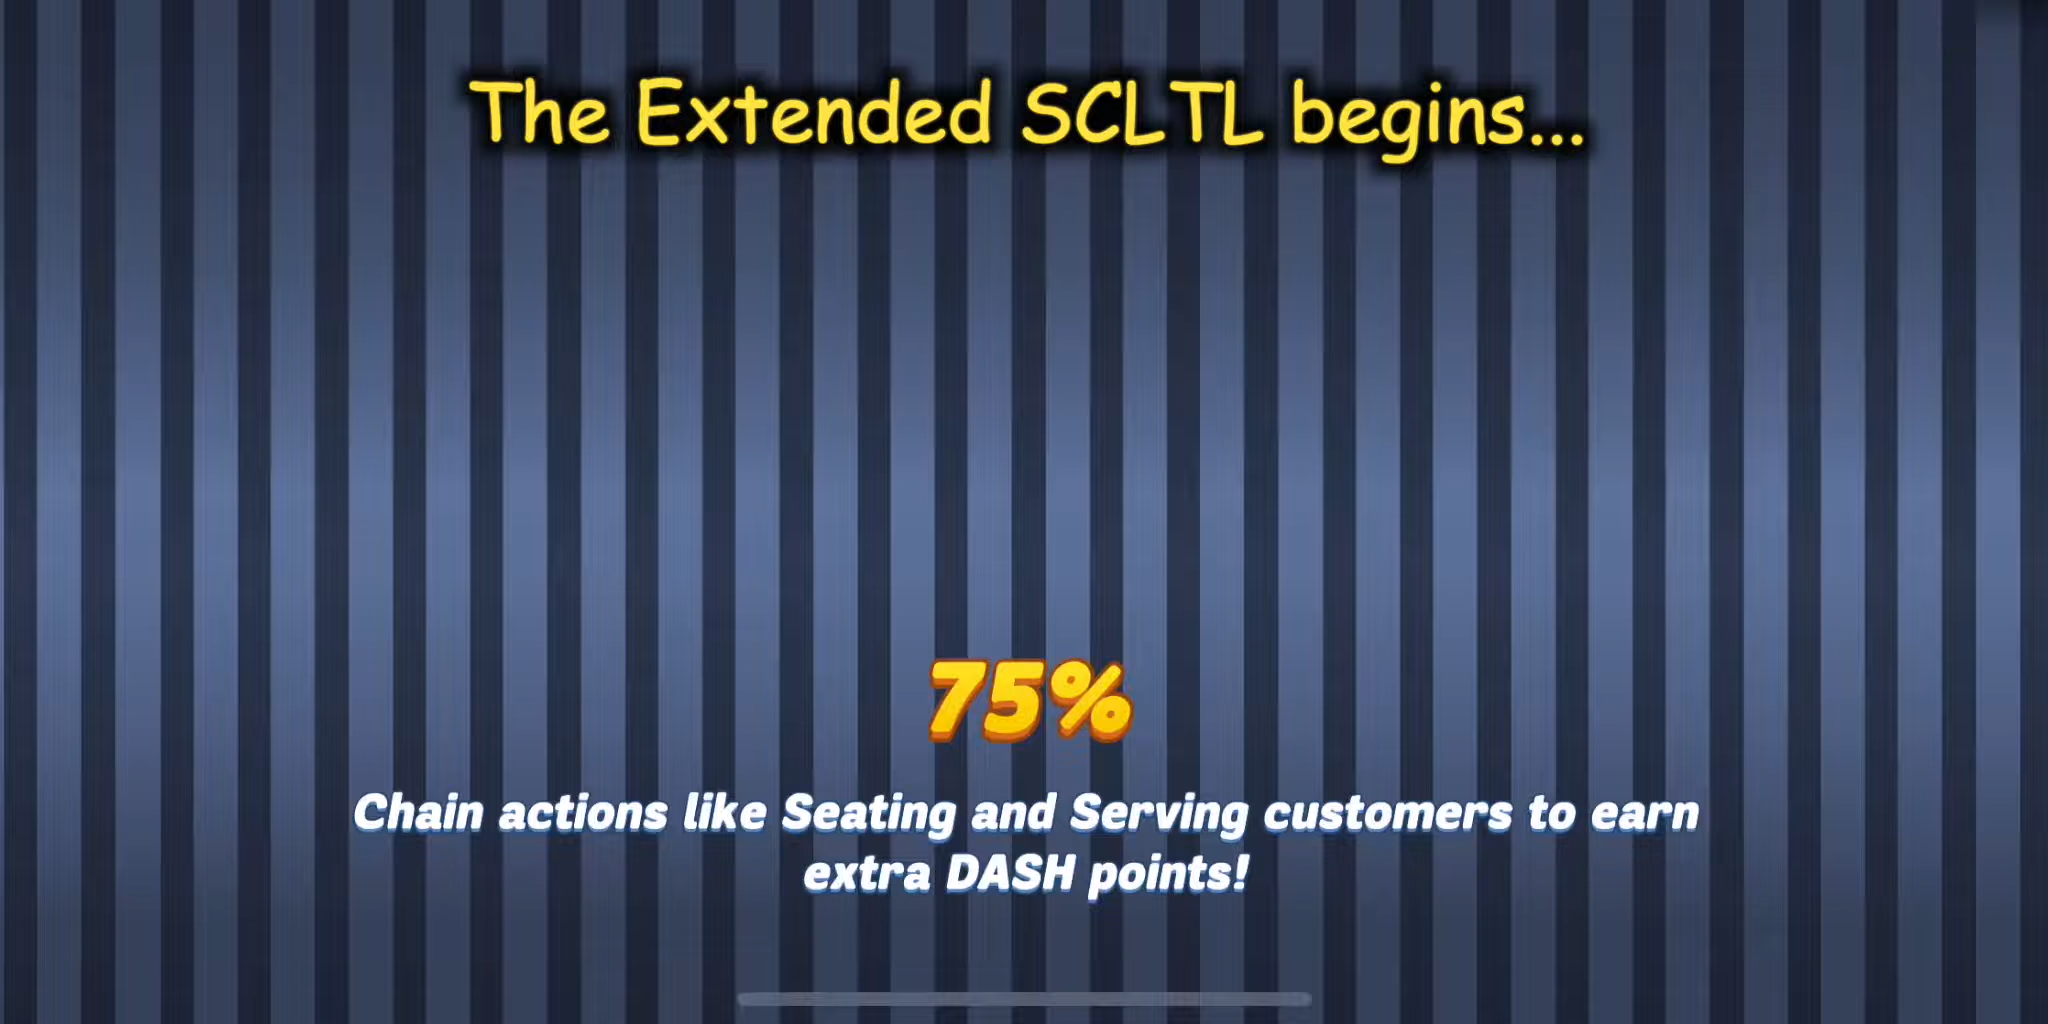 The Extended SCLTL begins...
75%
Chain actions like Seating and Serving customers to earn
extra DASH points!